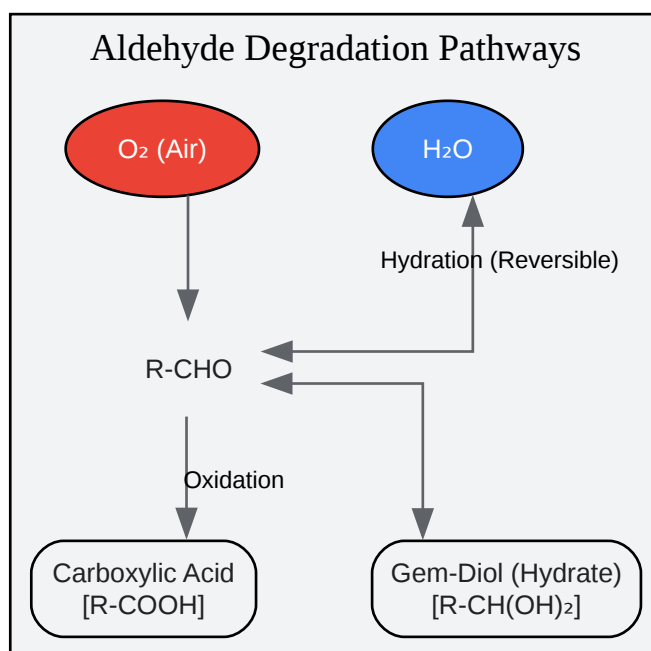 Aldehyde Degradation Pathways
O₂ (Air)
H₂O
Hydration (Reversible)
R-CHO
Oxidation
Carboxylic Acid
[R-COOH]
Gem-Diol (Hydrate)
[R-CH(OH)₂]